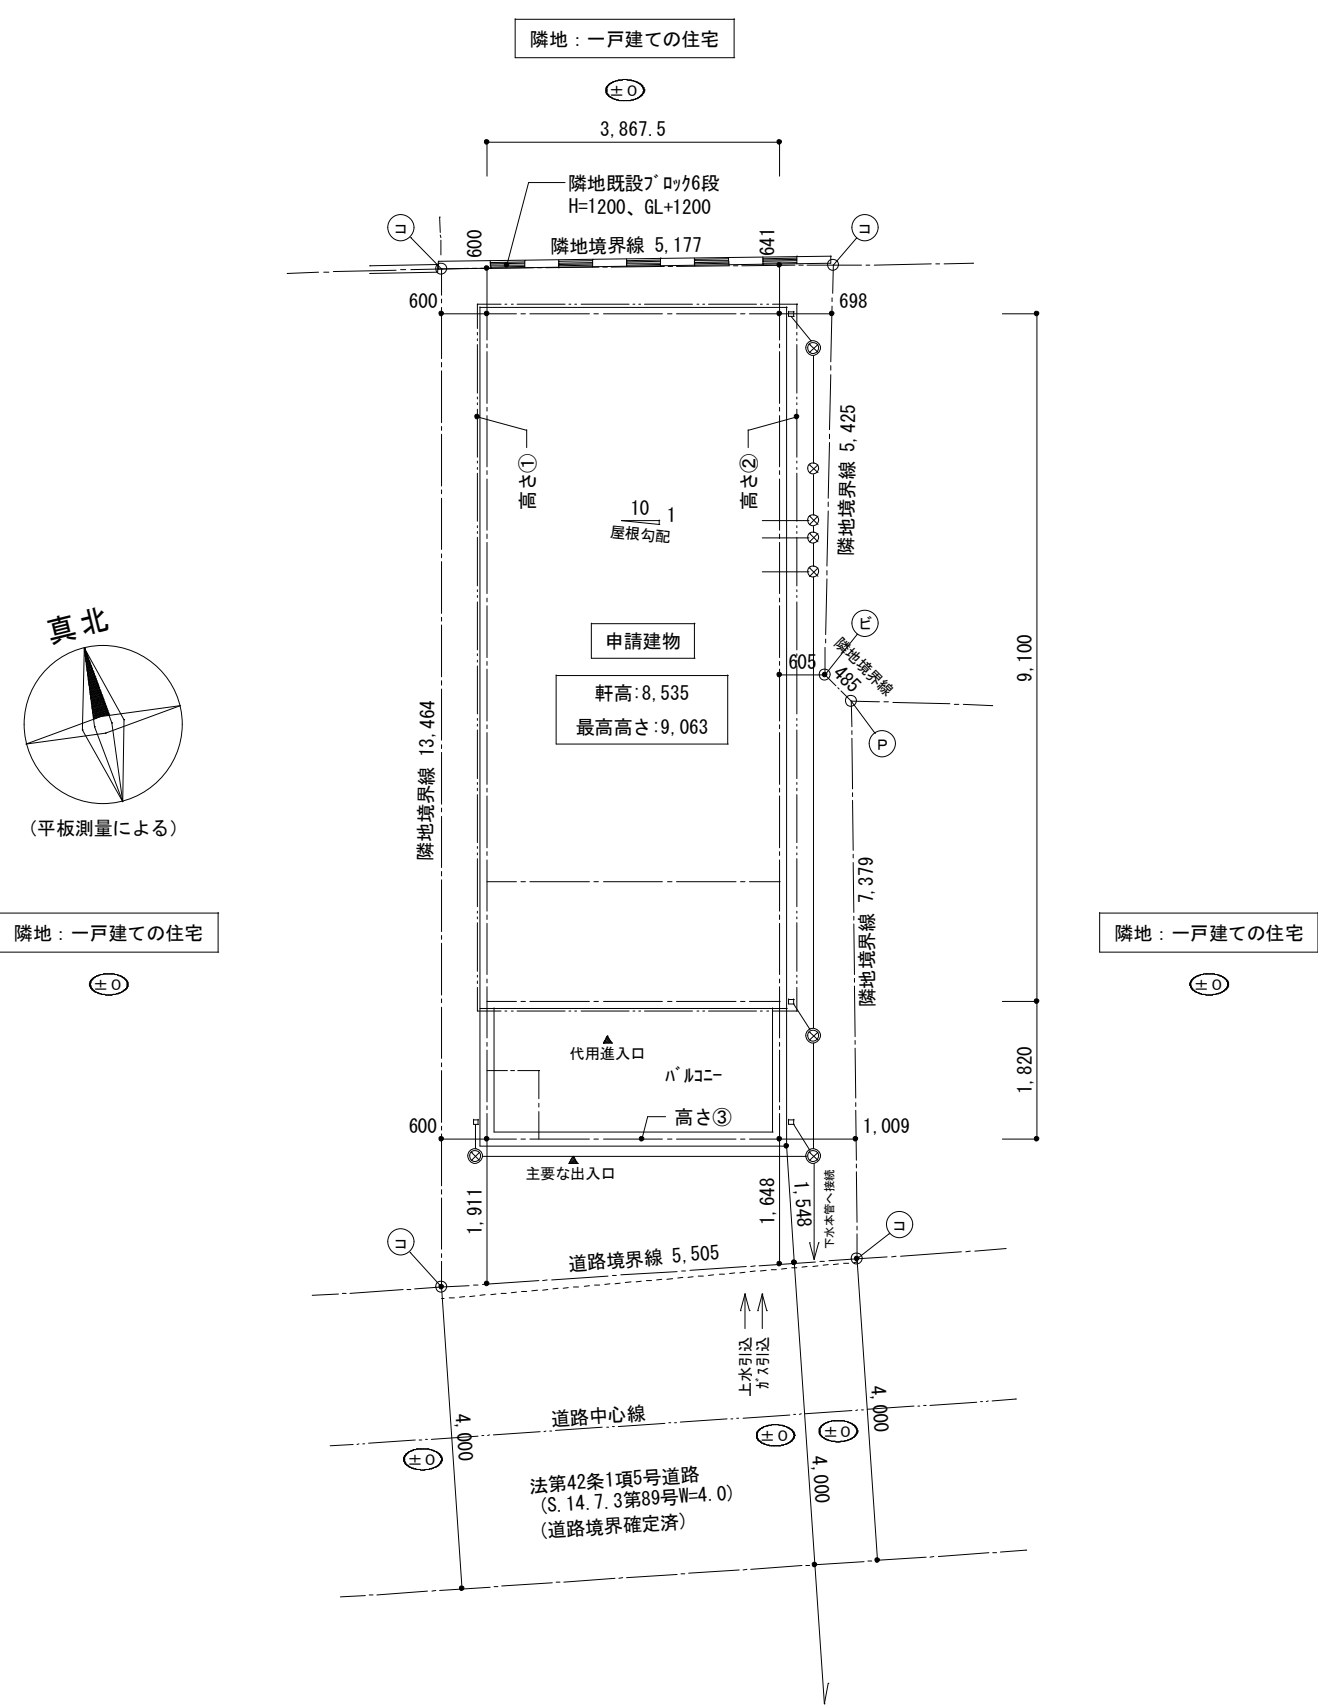 隣地：一戸建ての住宅
±0
3,867.5
隣地既設ﾌﾞﾛｯｸ6段
H=1200、GL+1200
コ
600
隣地境界線 5,177
641
コ
600
698
高さ①
高さ②
隣地境界線 5,425
10
1
屋根勾配
真北
(平板測量による)
申請建物
軒高:8,535
最高高さ:9,063
605
ビ
隣地境界線
485
P
9,100
隣地境界線 13,464
隣地境界線 7,379
隣地：一戸建ての住宅
±0
隣地：一戸建ての住宅
±0
代用進入口
ﾊﾞﾙｺﾆｰ
1,820
600
高さ③
1,009
主要な出入口
1,911
1,648
1,548
下水本管へ接続
コ
道路境界線 5,505
コ
上水引込
ｶﾞｽ引込
道路中心線
4,000
±0
±0
±0
4,000
4,000
法第42条1項5号道路
(S.14.7.3第89号W=4.0)
(道路境界確定済)